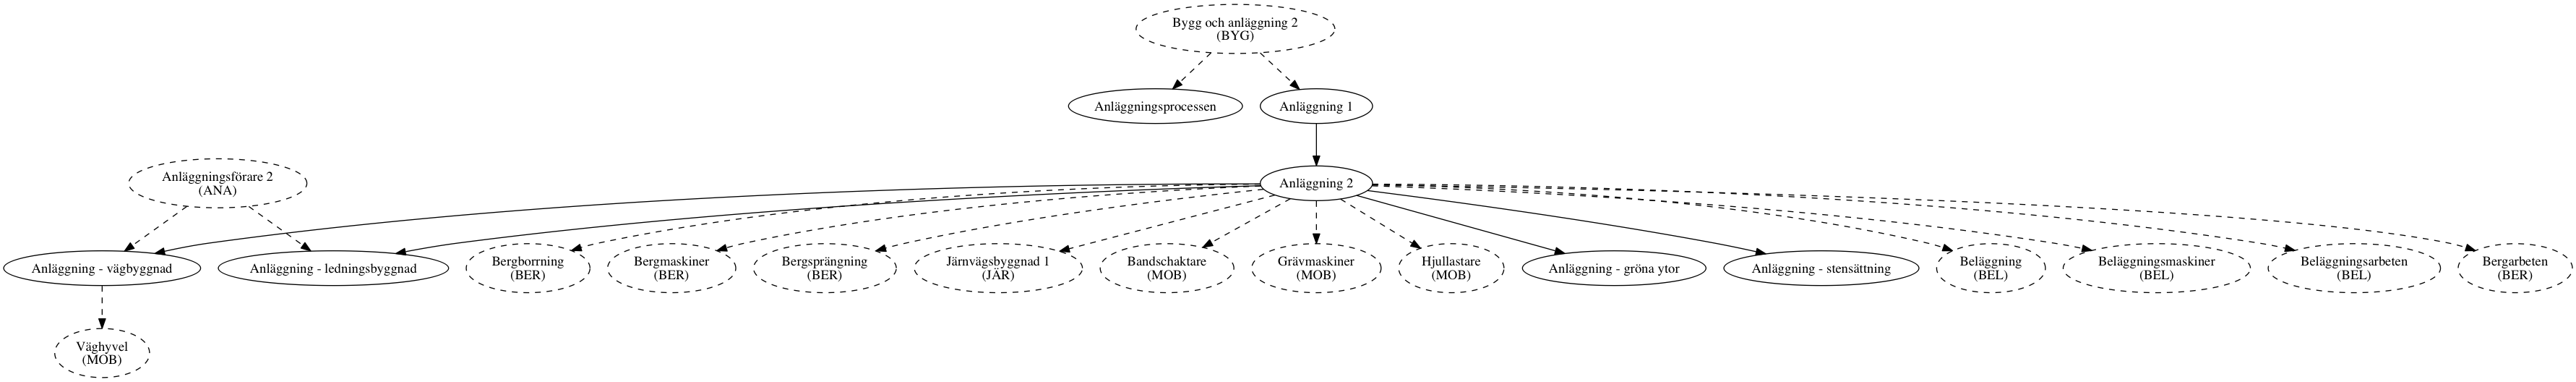 Bygg och anläggning 2
(BYG)
Anläggningsprocessen
Anläggning 1
Anläggningsförare 2
(ANA)
Anläggning 2
Anläggning - vägbyggnad
Anläggning - ledningsbyggnad
Bergborrning
(BER)
Bergmaskiner
(BER)
Bergsprängning
(BER)
Järnvägsbyggnad 1
(JÄR)
Bandschaktare
(MOB)
Grävmaskiner
(MOB)
Hjullastare
(MOB)
Anläggning - gröna ytor
Anläggning - stensättning
Beläggning
(BEL)
Beläggningsmaskiner
(BEL)
Beläggningsarbeten
(BEL)
Bergarbeten
(BER)
Väghyvel
(MOB)